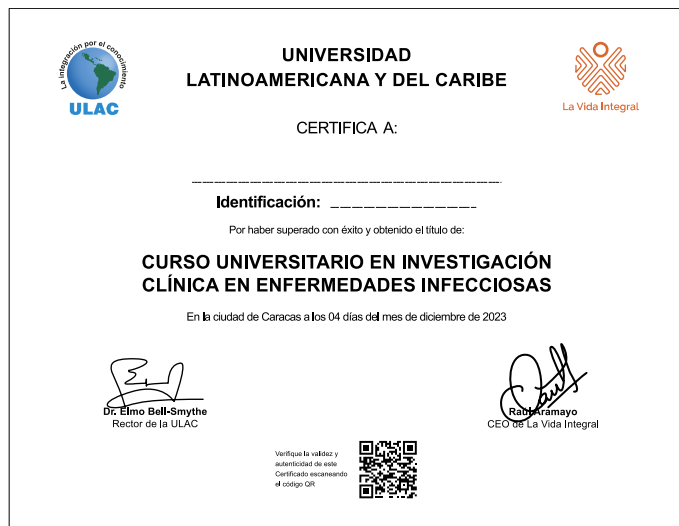 La integración por el conocimiento
ULAC
UNIVERSIDAD
LATINOAMERICANA Y DEL CARIBE
La Vida Integral
CERTIFICA A:
Identificación:
Por haber superado con éxito y obtenido el título de:
CURSO UNIVERSITARIO EN INVESTIGACIÓN
CLÍNICA EN ENFERMEDADES INFECCIOSAS
En la ciudad de Caracas a los 04 días del mes de diciembre de 2023
Dr. Elmo Bell-Smythe
Rector de la ULAC
Raúl Aramayo
CEO de La Vida Integral
Verifique la validez y
autenticidad de este
Certificado escaneando
el código QR